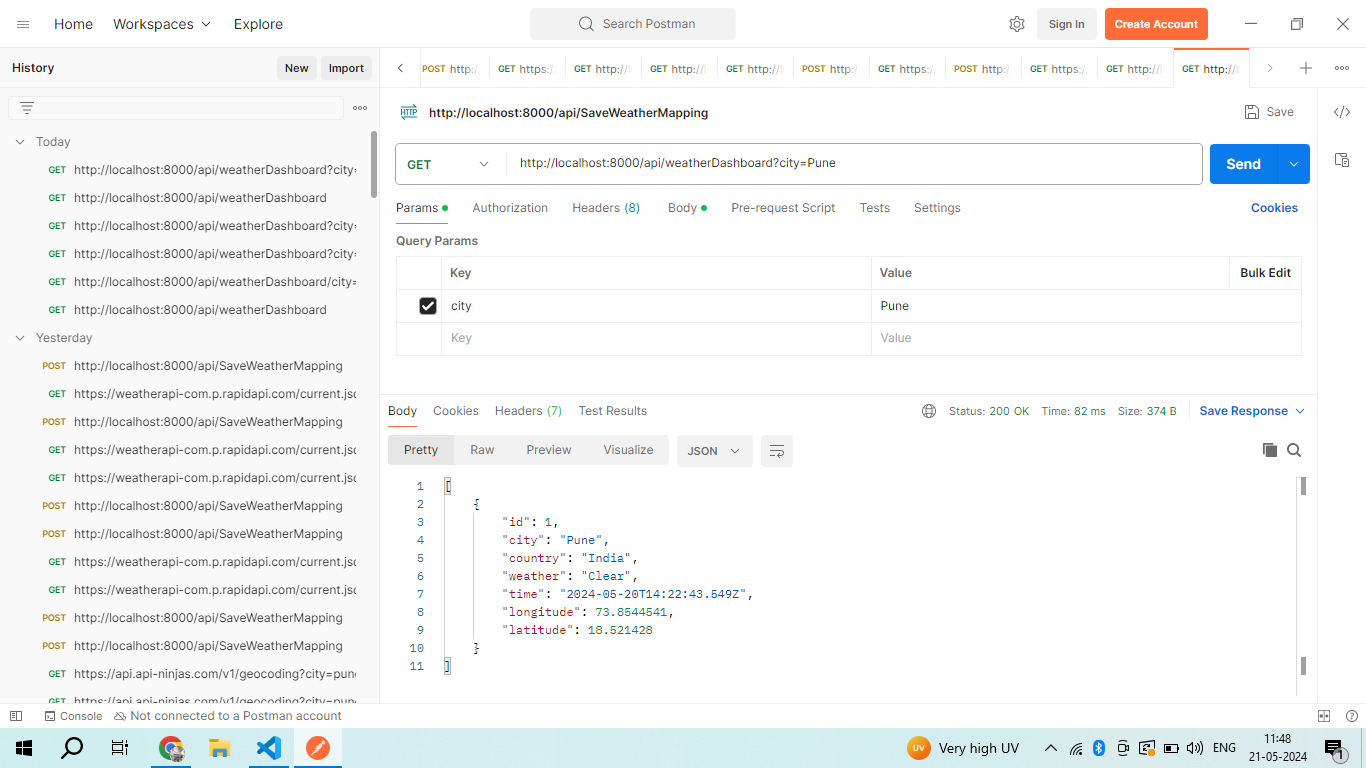 Home Workspaces Explore Search Postman Sign In Create Account
History New Import
POST http:/ GET https:/ GET http://l GET http://l GET http://l POST http:/ GET https:/ POST http:/ GET https:/ GET http://l GET http://l
HTTP http://localhost:8000/api/SaveWeatherMapping Save
GET http://localhost:8000/api/weatherDashboard?city=Pune Send
Params Authorization Headers (8) Body Pre-request Script Tests Settings Cookies
Query Params
Key Value Bulk Edit
city Pune
Key Value
Today
GET http://localhost:8000/api/weatherDashboard?city=
GET http://localhost:8000/api/weatherDashboard
GET http://localhost:8000/api/weatherDashboard?city=
GET http://localhost:8000/api/weatherDashboard?city=
GET http://localhost:8000/api/weatherDashboard/city=
GET http://localhost:8000/api/weatherDashboard
Yesterday
POST http://localhost:8000/api/SaveWeatherMapping
GET https://weatherapi-com.p.rapidapi.com/current.jso
POST http://localhost:8000/api/SaveWeatherMapping
GET https://weatherapi-com.p.rapidapi.com/current.jso
GET https://weatherapi-com.p.rapidapi.com/current.jso
POST http://localhost:8000/api/SaveWeatherMapping
POST http://localhost:8000/api/SaveWeatherMapping
GET https://weatherapi-com.p.rapidapi.com/current.jso
GET https://weatherapi-com.p.rapidapi.com/current.jso
POST http://localhost:8000/api/SaveWeatherMapping
POST http://localhost:8000/api/SaveWeatherMapping
GET https://api.api-ninjas.com/v1/geocoding?city=pune
GET https://api.api-ninjas.com/v1/geocoding?city=pune
Body Cookies Headers (7) Test Results Status: 200 OK Time: 82 ms Size: 374 B Save Response
Pretty Raw Preview Visualize JSON
1 [
2 {
3 "id": 1,
4 "city": "Pune",
5 "country": "India",
6 "weather": "Clear",
7 "time": "2024-05-20T14:22:43.549Z",
8 "longitude": 73.8544541,
9 "latitude": 18.521428
10 }
11 ]
Console Not connected to a Postman account
UV Very high UV ENG 11:48
21-05-2024 1